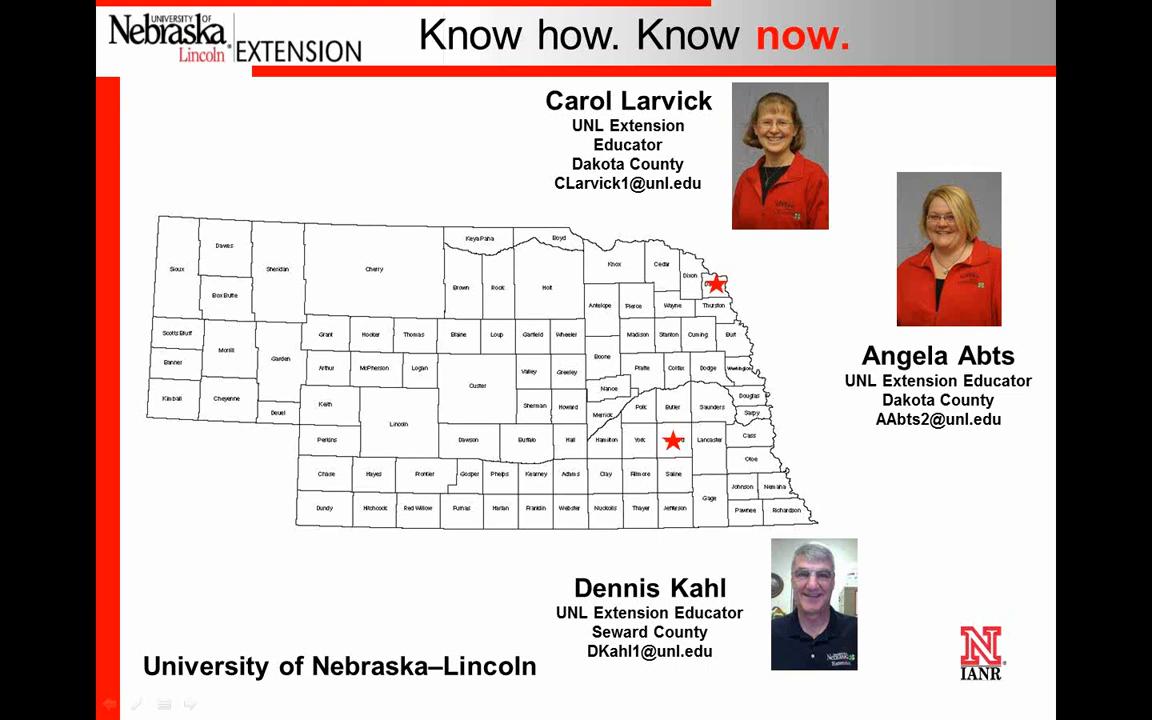 UNIVERSITY OF
Nebraska
Lincoln
EXTENSION
Know how. Know now.
Carol Larvick
UNL Extension
Educator
Dakota County
CLarvick1@unl.edu
Angela Abts
UNL Extension Educator
Dakota County
AAbts2@unl.edu
Keya Paha Boyd
Sioux Dawes Sheridan Cherry Knox Cedar Dixon
Box Butte Brown Rock Holt Antelope Pierce Wayne Thurston
Scotts Bluff Grant Hooker Thomas Blaine Loup Garfield Wheeler Madison Stanton Cuming Burt
Banner Morrill Garden Arthur McPherson Logan Custer Valley Greeley Boone Platte Colfax Dodge Washington
Kimball Cheyenne Deuel Keith Lincoln Sherman Howard Nance Merrick Polk Butler Saunders Douglas Sarpy
Perkins Dawson Buffalo Hall Hamilton York Lancaster Cass Otoe
Chase Hayes Frontier Gosper Phelps Kearney Adams Clay Fillmore Saline Gage Johnson Nemaha
Dundy Hitchcock Red Willow Furnas Harlan Franklin Webster Nuckolls Thayer Jefferson Pawnee Richardson
Dennis Kahl
UNL Extension Educator
Seward County
DKahl1@unl.edu
University of Nebraska–Lincoln
N
IANR